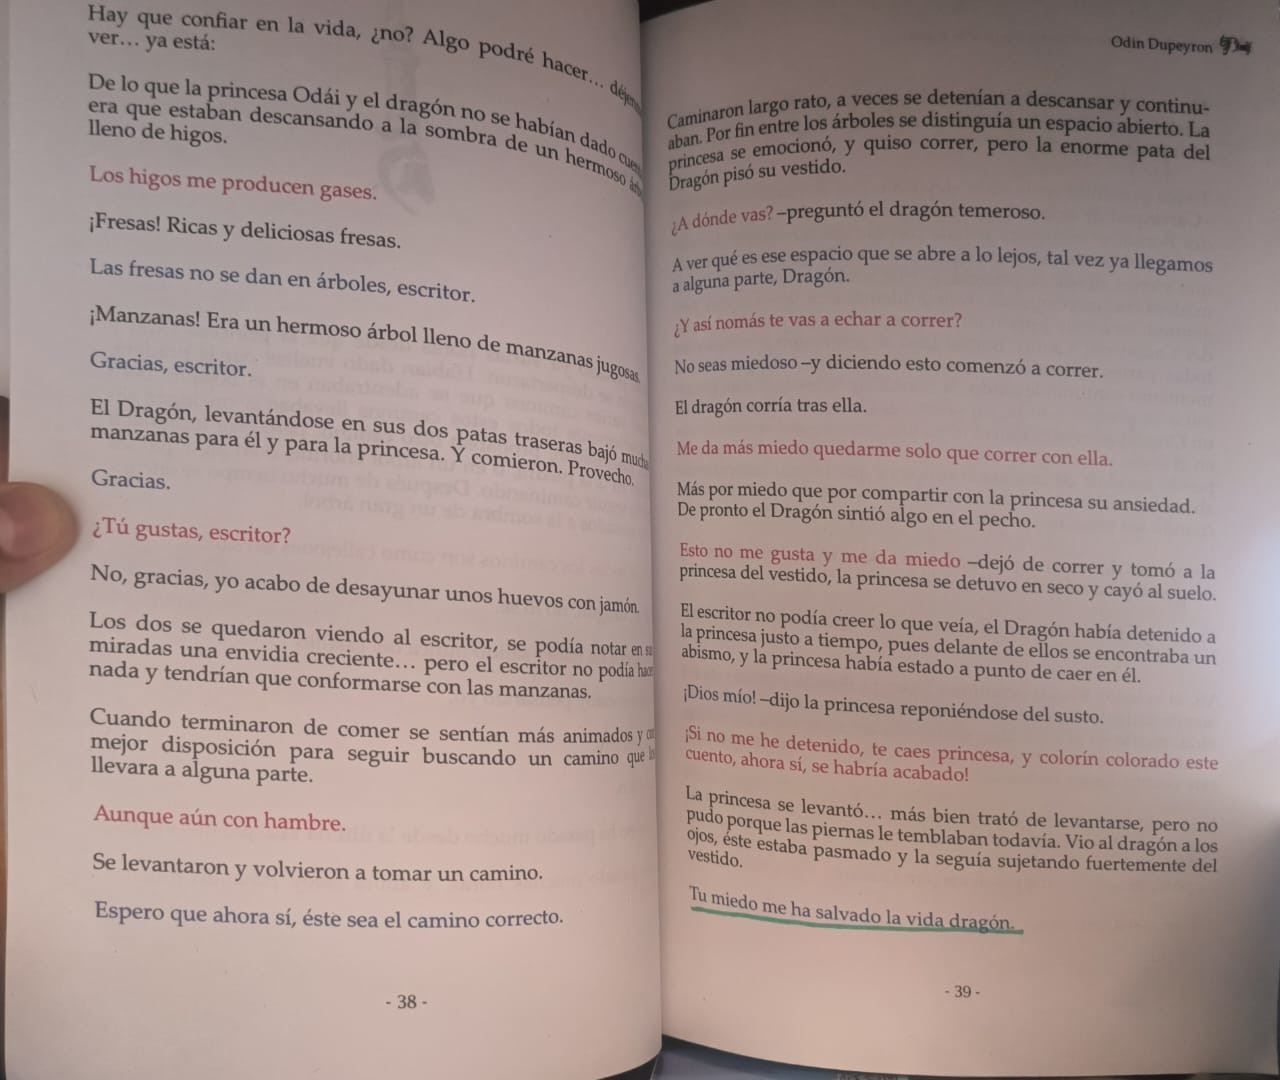 Hay que confiar en la vida, ¿no? Algo podré hacer…
ver… ya está:
De lo que la princesa Odái y el dragón no se habían dado
era que estaban descansando a la sombra de un hermoso
lleno de higos.
Los higos me producen gases.
¡Fresas! Ricas y deliciosas fresas.
Las fresas no se dan en árboles, escritor.
¡Manzanas! Era un hermoso árbol lleno de manzanas jugosas.
Gracias, escritor.
El Dragón, levantándose en sus dos patas traseras bajó
manzanas para él y para la princesa. Y comieron. Provecho.
Gracias.
¿Tú gustas, escritor?
No, gracias, yo acabo de desayunar unos huevos con jamón.
Los dos se quedaron viendo al escritor, se podía notar en
miradas una envidia creciente… pero el escritor no podía
nada y tendrían que conformarse con las manzanas.
Cuando terminaron de comer se sentían más animados y
mejor disposición para seguir buscando un camino que
llevara a alguna parte.
Aunque aún con hambre.
Se levantaron y volvieron a tomar un camino.
Espero que ahora sí, éste sea el camino correcto.
- 38 -
Odin Dupeyron
Caminaron largo rato, a veces se detenían a descansar y continu-
aban. Por fin entre los árboles se distinguía un espacio abierto. La
princesa se emocionó, y quiso correr, pero la enorme pata del
Dragón pisó su vestido.
¿A dónde vas? –preguntó el dragón temeroso.
A ver qué es ese espacio que se abre a lo lejos, tal vez ya llegamos
a alguna parte, Dragón.
¿Y así nomás te vas a echar a correr?
No seas miedoso –y diciendo esto comenzó a correr.
El dragón corría tras ella.
Me da más miedo quedarme solo que correr con ella.
Más por miedo que por compartir con la princesa su ansiedad.
De pronto el Dragón sintió algo en el pecho.
Esto no me gusta y me da miedo –dejó de correr y tomó a la
princesa del vestido, la princesa se detuvo en seco y cayó al suelo.
El escritor no podía creer lo que veía, el Dragón había detenido a
la princesa justo a tiempo, pues delante de ellos se encontraba un
abismo, y la princesa había estado a punto de caer en él.
¡Dios mío! –dijo la princesa reponiéndose del susto.
¡Si no me he detenido, te caes princesa, y colorín colorado este
cuento, ahora sí, se habría acabado!
La princesa se levantó… más bien trató de levantarse, pero no
pudo porque las piernas le temblaban todavía. Vio al dragón a los
ojos, éste estaba pasmado y la seguía sujetando fuertemente del
vestido.
Tu miedo me ha salvado la vida dragón.
- 39 -